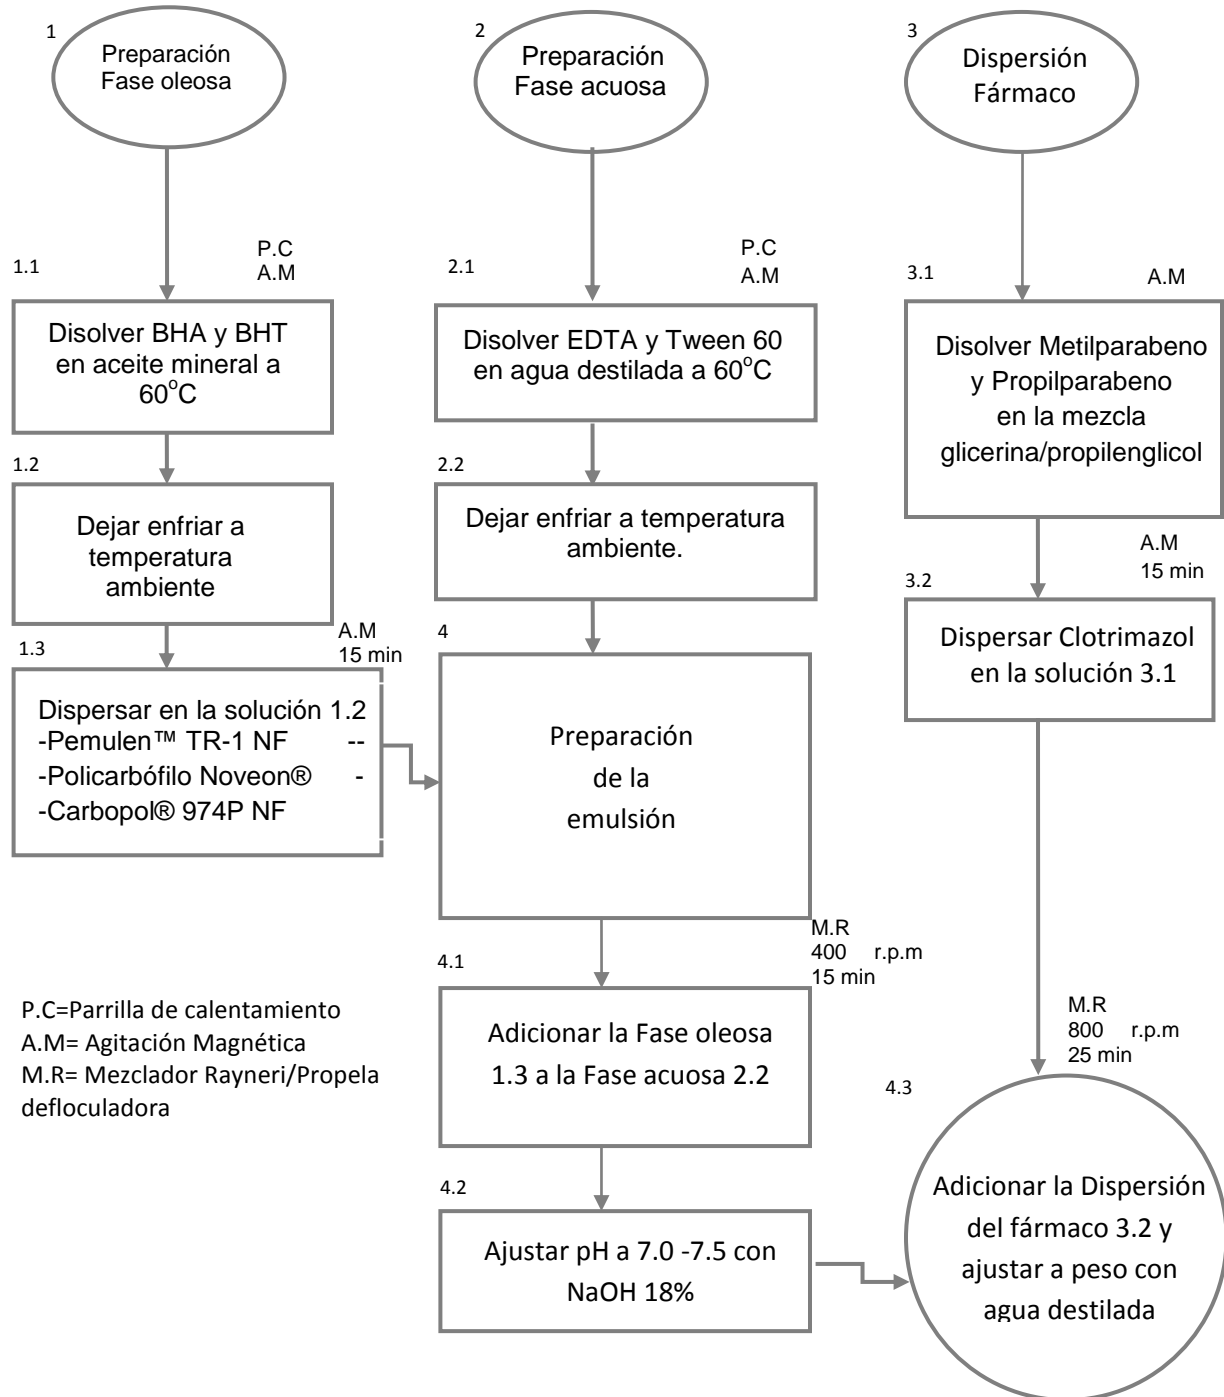 1
Preparación
Fase oleosa
2
Preparación
Fase acuosa
3
Dispersión
Fármaco
1.1
P.C
A.M
Disolver BHA y BHT
en aceite mineral a
60°C
2.1
P.C
A.M
Disolver EDTA y Tween 60
en agua destilada a 60°C
3.1
A.M
Disolver Metilparabeno
y Propilparabeno
en la mezcla
glicerina/propilenglicol
1.2
Dejar enfriar a
temperatura
ambiente
2.2
Dejar enfriar a temperatura
ambiente.
A.M
15 min
3.2
Dispersar Clotrimazol
en la solución 3.1
1.3
A.M
15 min
Dispersar en la solución 1.2
-Pemulen™ TR-1 NF --
-Policarbófilo Noveon® -
-Carbopol® 974P NF
4
Preparación
de la
emulsión
M.R
400 r.p.m
15 min
4.1
Adicionar la Fase oleosa
1.3 a la Fase acuosa 2.2
P.C=Parrilla de calentamiento
A.M= Agitación Magnética
M.R= Mezclador Rayneri/Propela
defloculadora
4.2
Ajustar pH a 7.0 -7.5 con
NaOH 18%
M.R
800 r.p.m
25 min
4.3
Adicionar la Dispersión
del fármaco 3.2 y
ajustar a peso con
agua destilada